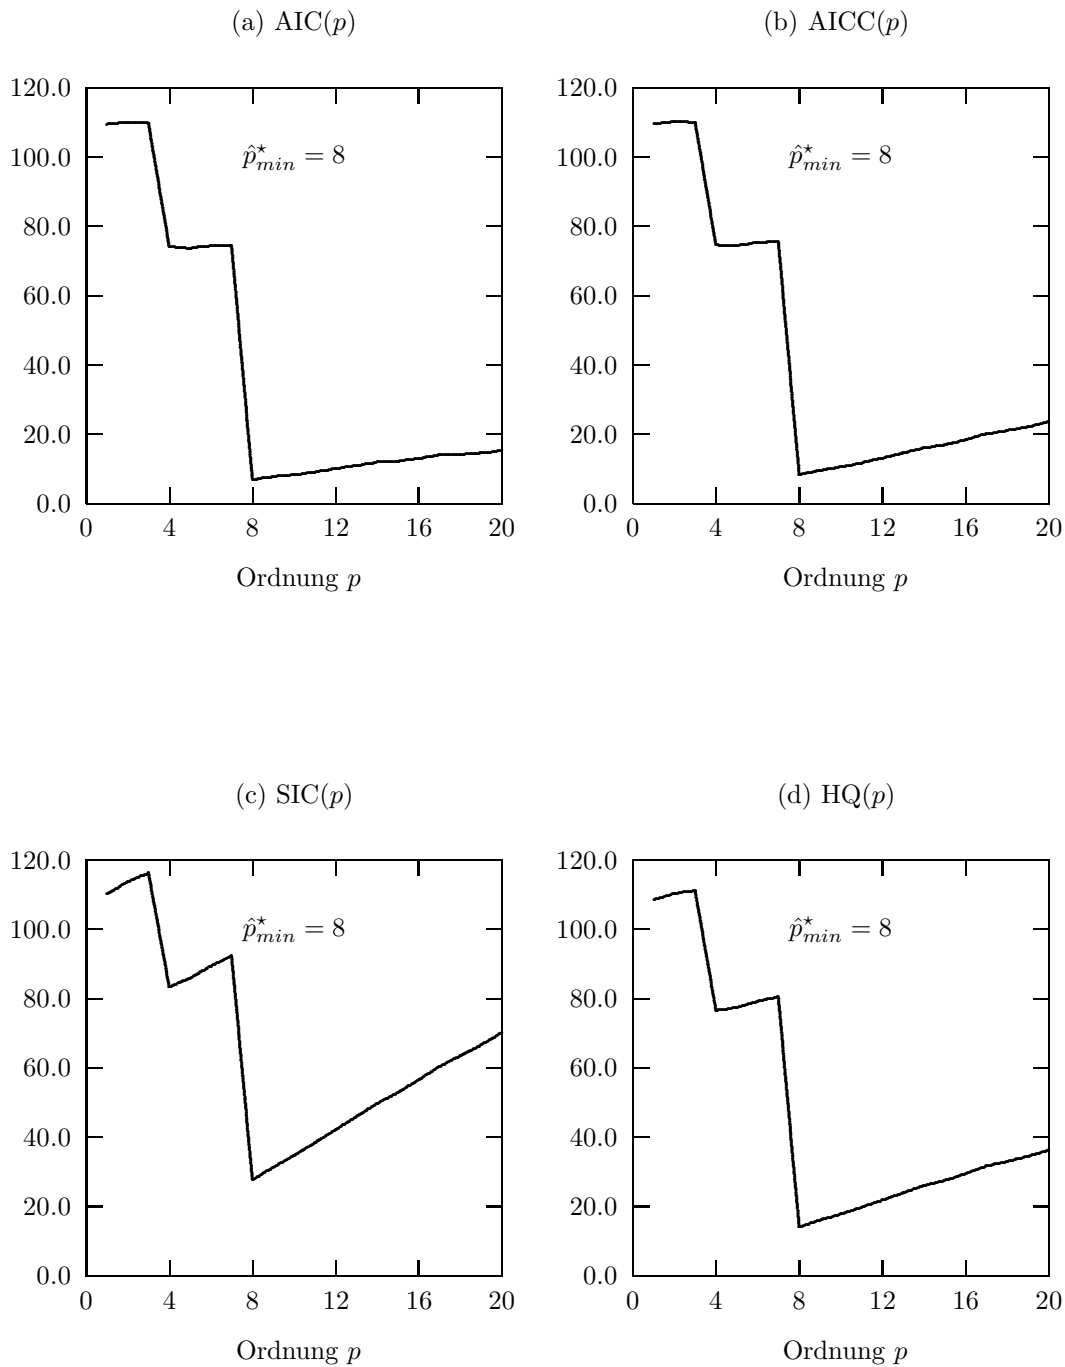 (a) AIC(p)
(b) AICC(p)
120.0
100.0
80.0
60.0
40.0
20.0
0.0
p̂*min = 8
0 4 8 12 16 20
Ordnung p
120.0
100.0
80.0
60.0
40.0
20.0
0.0
p̂*min = 8
0 4 8 12 16 20
Ordnung p
(c) SIC(p)
(d) HQ(p)
120.0
100.0
80.0
60.0
40.0
20.0
0.0
p̂*min = 8
0 4 8 12 16 20
Ordnung p
120.0
100.0
80.0
60.0
40.0
20.0
0.0
p̂*min = 8
0 4 8 12 16 20
Ordnung p